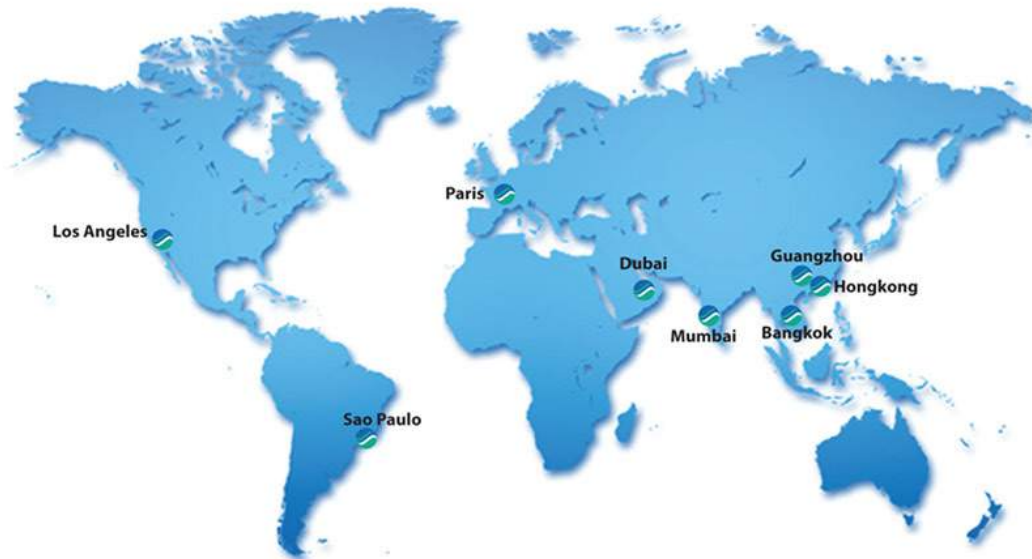 Paris
Los Angeles
Dubai
Guangzhou
Hongkong
Mumbai
Bangkok
Sao Paulo